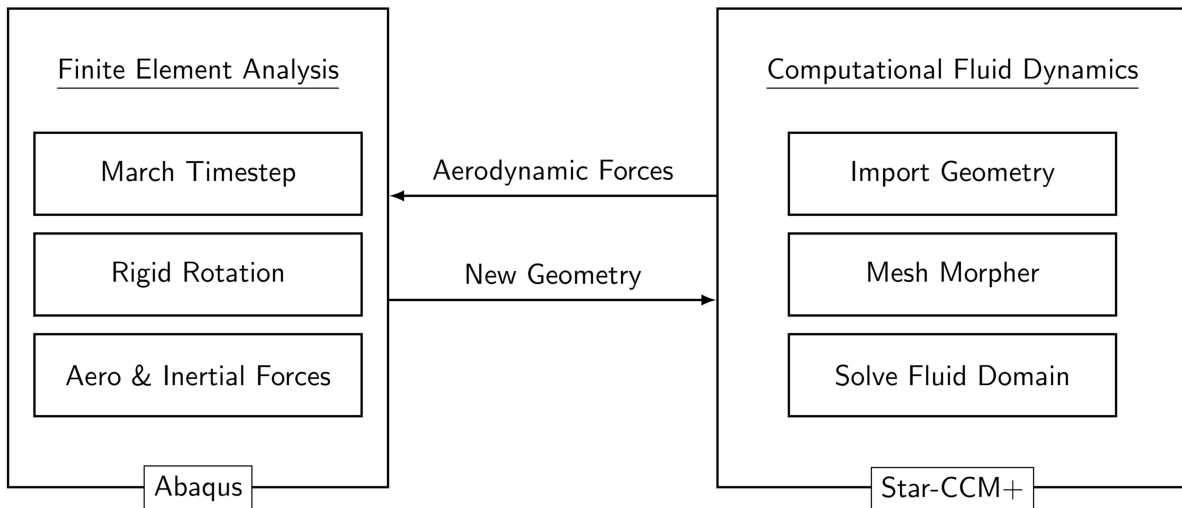 Finite Element Analysis
March Timestep
Rigid Rotation
Aero & Inertial Forces
Abaqus
Aerodynamic Forces
New Geometry
Computational Fluid Dynamics
Import Geometry
Mesh Morpher
Solve Fluid Domain
Star-CCM+